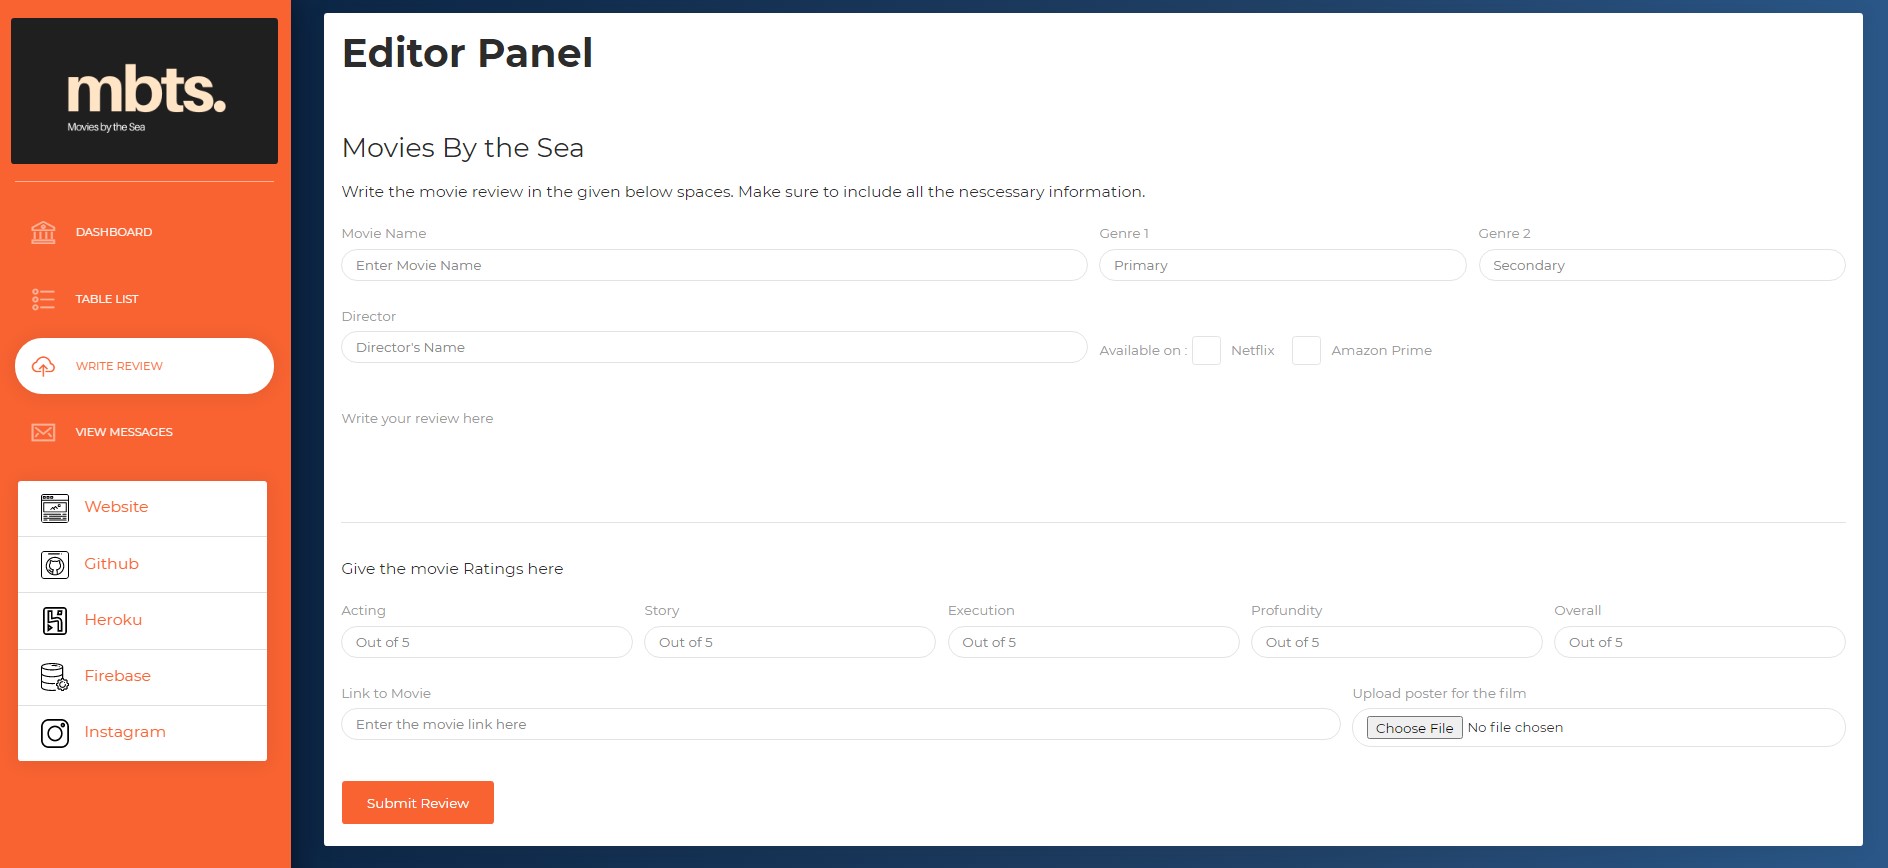 mbts.
Movies by the Sea
DASHBOARD
TABLE LIST
WRITE REVIEW
VIEW MESSAGES
Website
Github
Heroku
Firebase
Instagram
Editor Panel
Movies By the Sea
Write the movie review in the given below spaces. Make sure to include all the nescessary information.
Movie Name Genre 1 Genre 2
Enter Movie Name Primary Secondary
Director
Director's Name
Available on : Netflix Amazon Prime
Write your review here
Give the movie Ratings here
Acting Story Execution Profundity Overall
Out of 5 Out of 5 Out of 5 Out of 5 Out of 5
Link to Movie Upload poster for the film
Enter the movie link here Choose File No file chosen
Submit Review